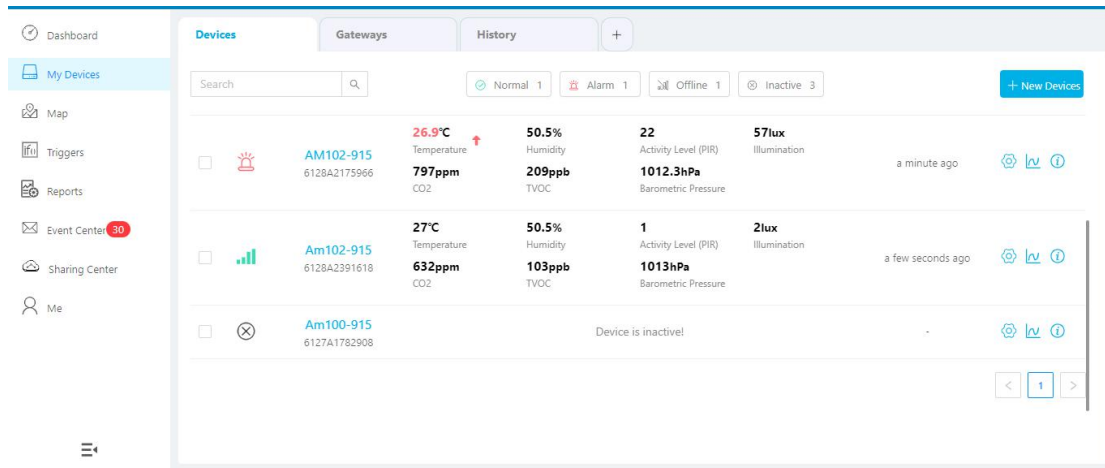 Dashboard
My Devices
Map
Triggers
Reports
Event Center 30
Sharing Center
Me
Devices Gateways History +
Search Normal 1 Alarm 1 Offline 1 Inactive 3 + New Devices
26.9℃ 50.5% 22 57lux
Temperature Humidity Activity Level (PIR) Illumination
AM102-915 a minute ago
6128A2175966 797ppm 209ppb 1012.3hPa
CO2 TVOC Barometric Pressure
27℃ 50.5% 1 2lux
Temperature Humidity Activity Level (PIR) Illumination
Am102-915 a few seconds ago
6128A2391618 632ppm 103ppb 1013hPa
CO2 TVOC Barometric Pressure
Am100-915 Device is inactive! -
6127A1782908
< 1 >